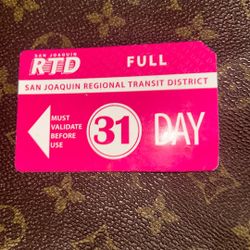 SAN JOAQUIN
RTD
FULL
SAN JOAQUIN REGIONAL TRANSIT DISTRICT
MUST
VALIDATE
BEFORE
USE
31
DAY